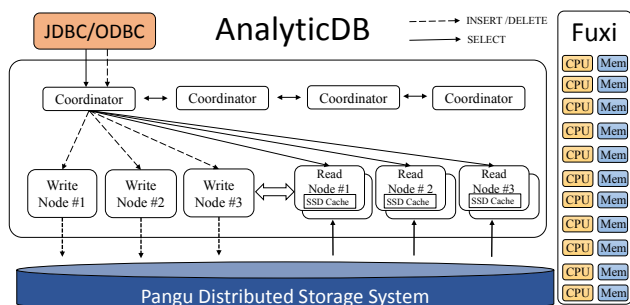 JDBC/ODBC
AnalyticDB
INSERT /DELETE
SELECT
Fuxi
Coordinator
Coordinator
Coordinator
Coordinator
Write
Node #1
Write
Node #2
Write
Node #3
Read
Node #1
SSD Cache
Read
Node # 2
SSD Cache
Read
Node #3
SSD Cache
Pangu Distributed Storage System
CPU Mem
CPU Mem
CPU Mem
CPU Mem
CPU Mem
CPU Mem
CPU Mem
CPU Mem
CPU Mem
CPU Mem
CPU Mem